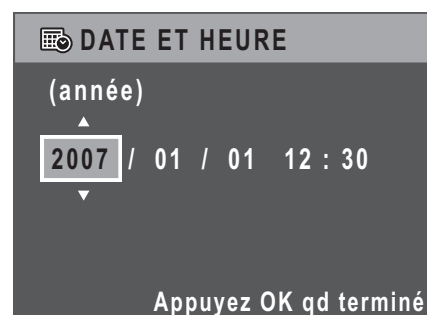 DATE ET HEURE
(année)
2007 / 01 / 01 12 : 30
Appuyez OK qd terminé